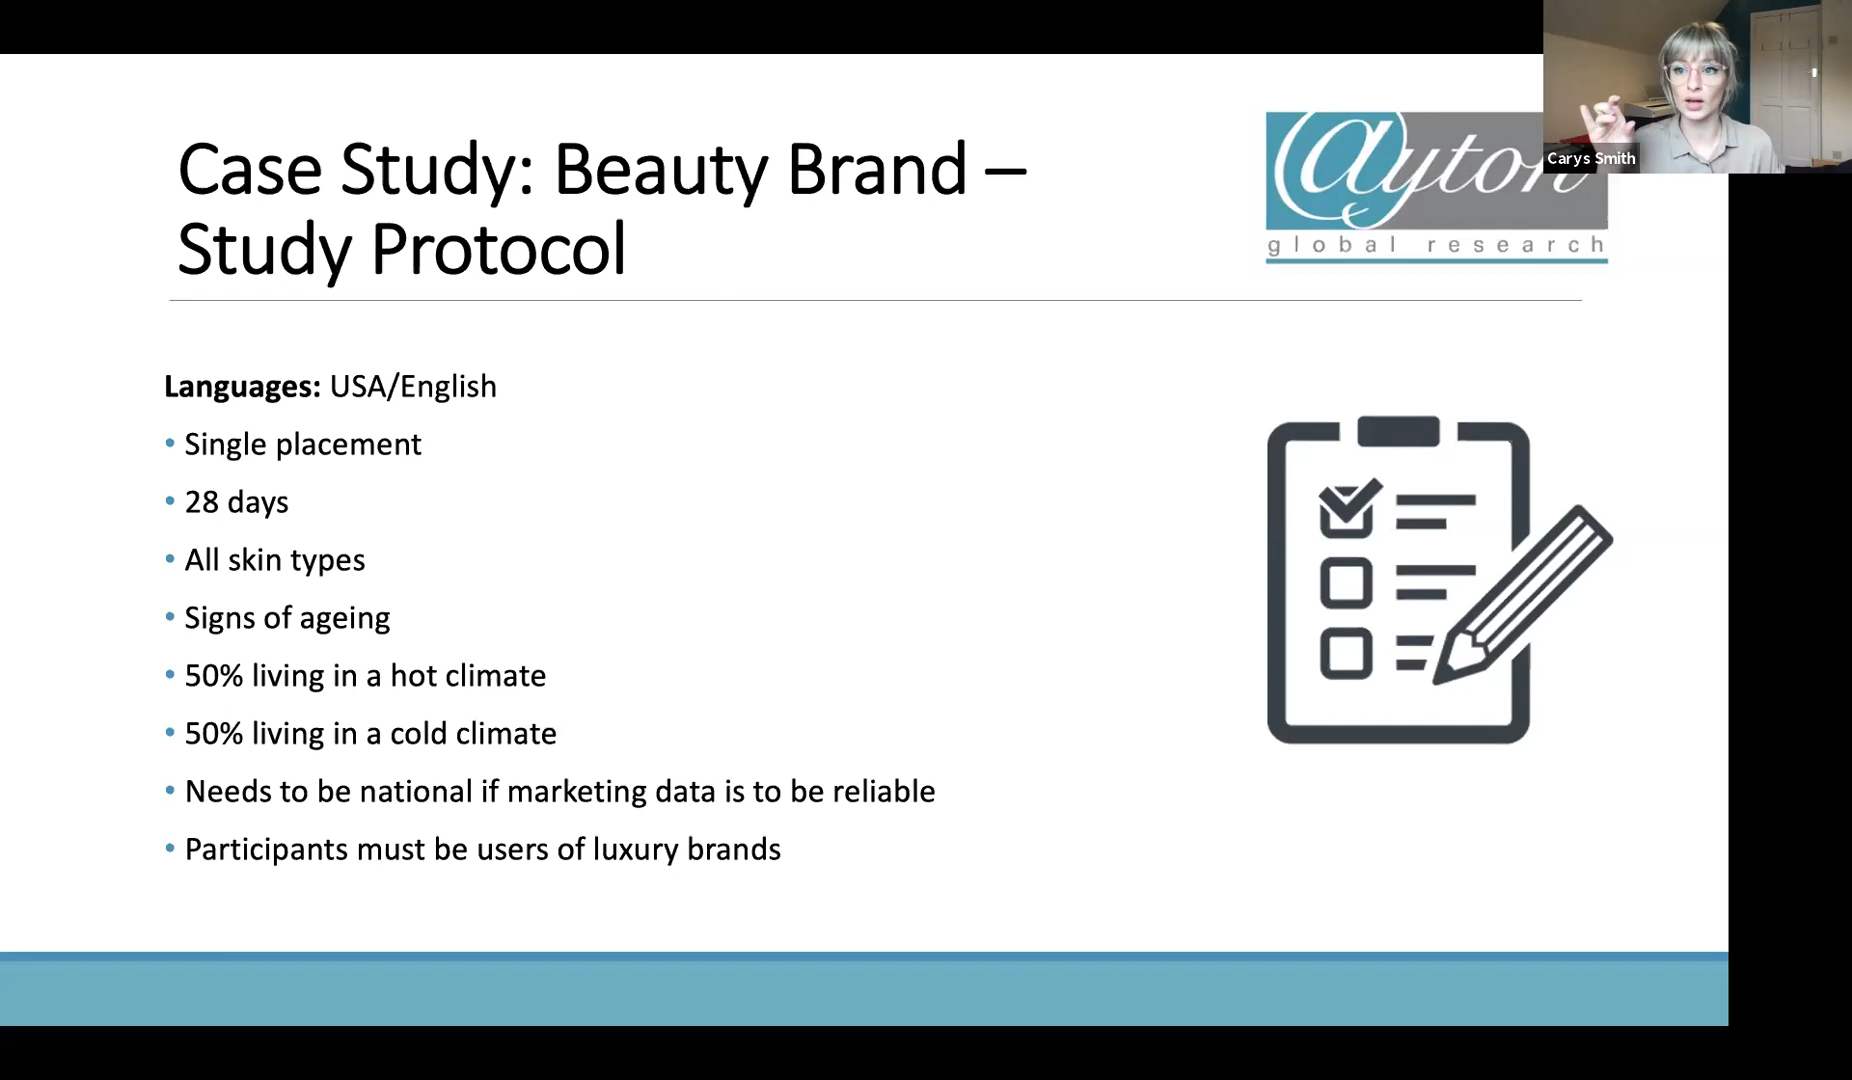 Case Study: Beauty Brand –
Study Protocol
@yton
global research
Carys Smith
Languages: USA/English
• Single placement
• 28 days
• All skin types
• Signs of ageing
• 50% living in a hot climate
• 50% living in a cold climate
• Needs to be national if marketing data is to be reliable
• Participants must be users of luxury brands